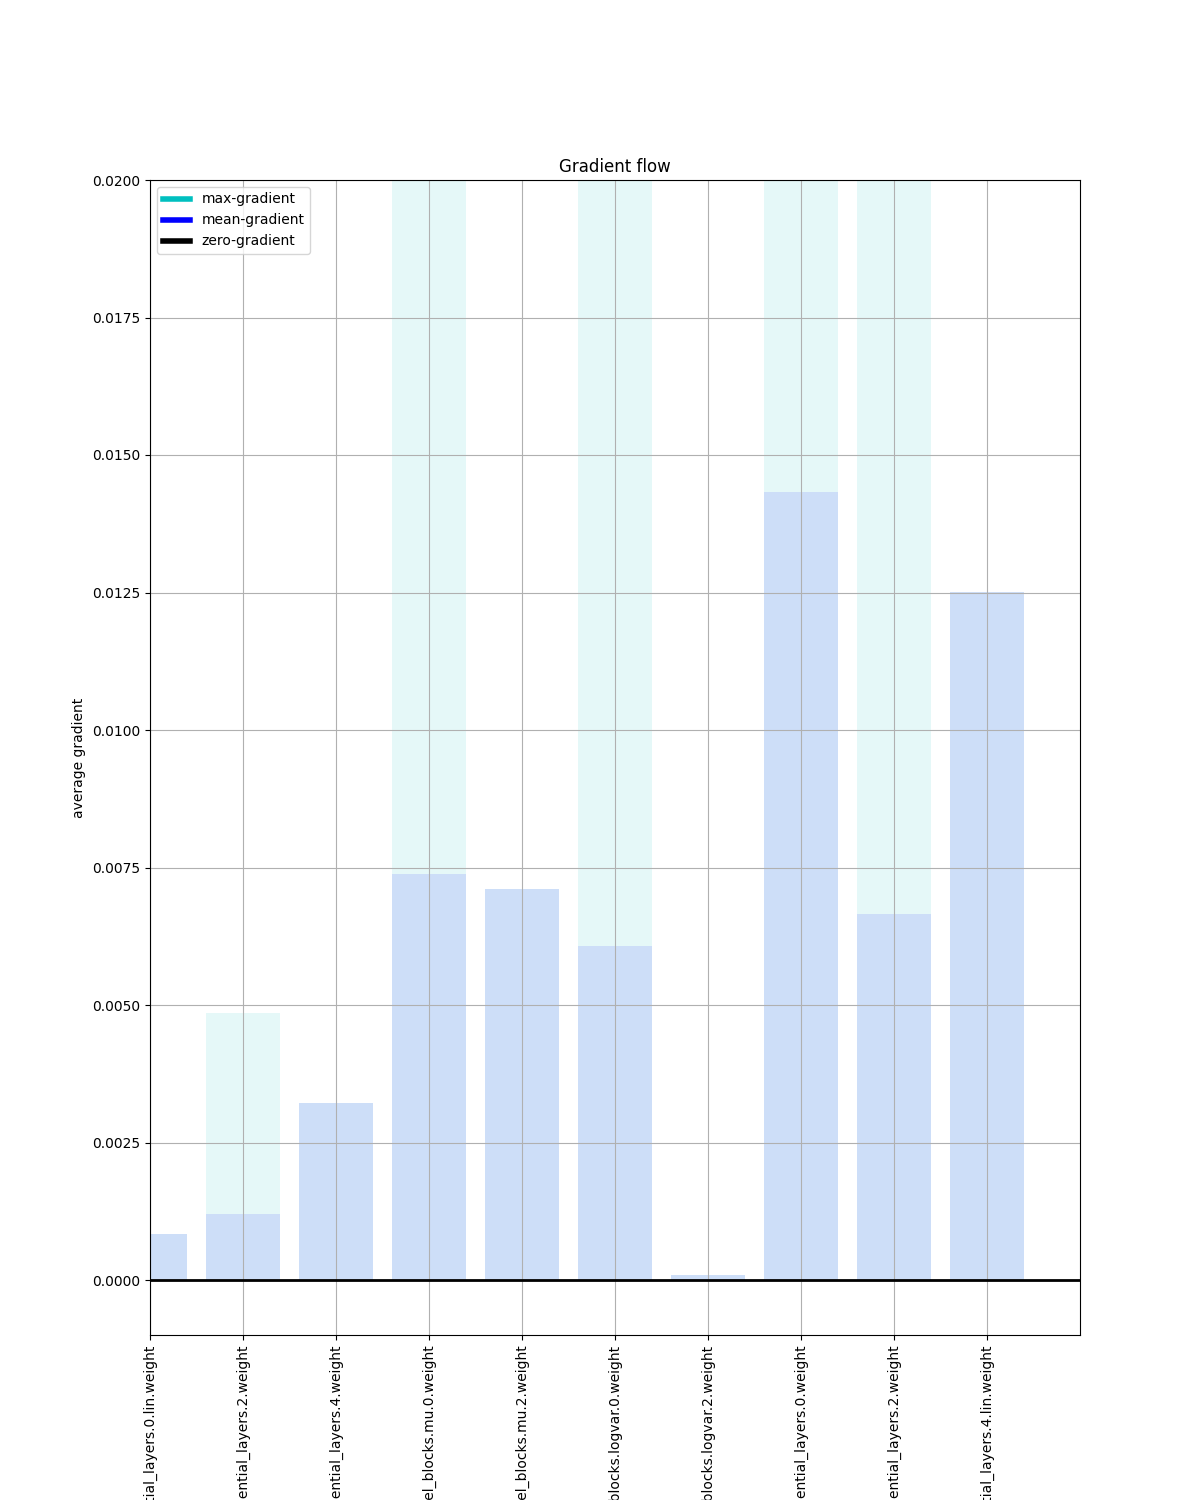 Gradient flow
max-gradient
mean-gradient
zero-gradient
0.0200
0.0175
0.0150
0.0125
0.0100
0.0075
0.0050
0.0025
0.0000
average gradient
tial_layers.0.lin.weight
ential_layers.2.weight
ential_layers.4.weight
el_blocks.mu.0.weight
el_blocks.mu.2.weight
blocks.logvar.0.weight
blocks.logvar.2.weight
ential_layers.0.weight
ential_layers.2.weight
tial_layers.4.lin.weight